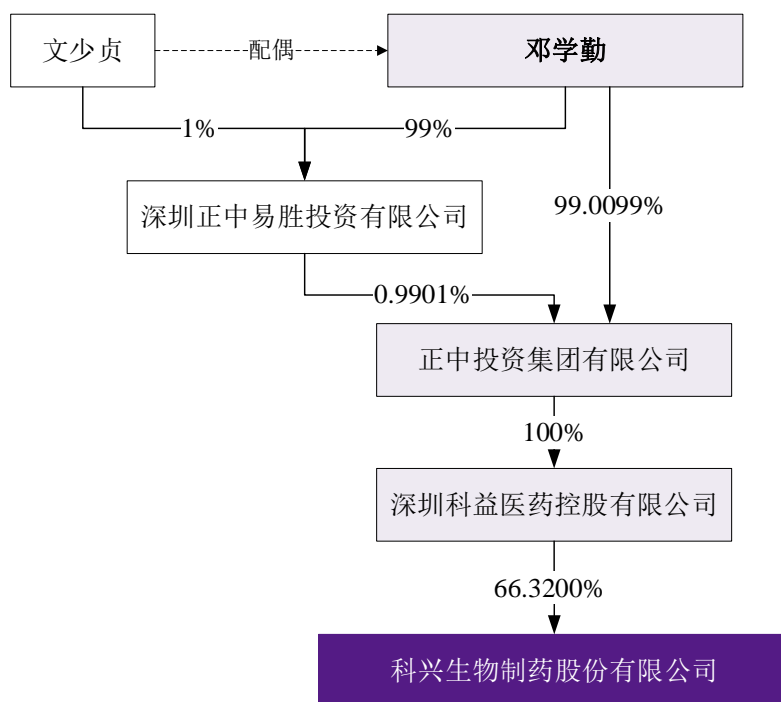 文少贞
配偶
邓学勤
1%
99%
深圳正中易胜投资有限公司
99.0099%
0.9901%
正中投资集团有限公司
100%
深圳科益医药控股有限公司
66.3200%
科兴生物制药股份有限公司